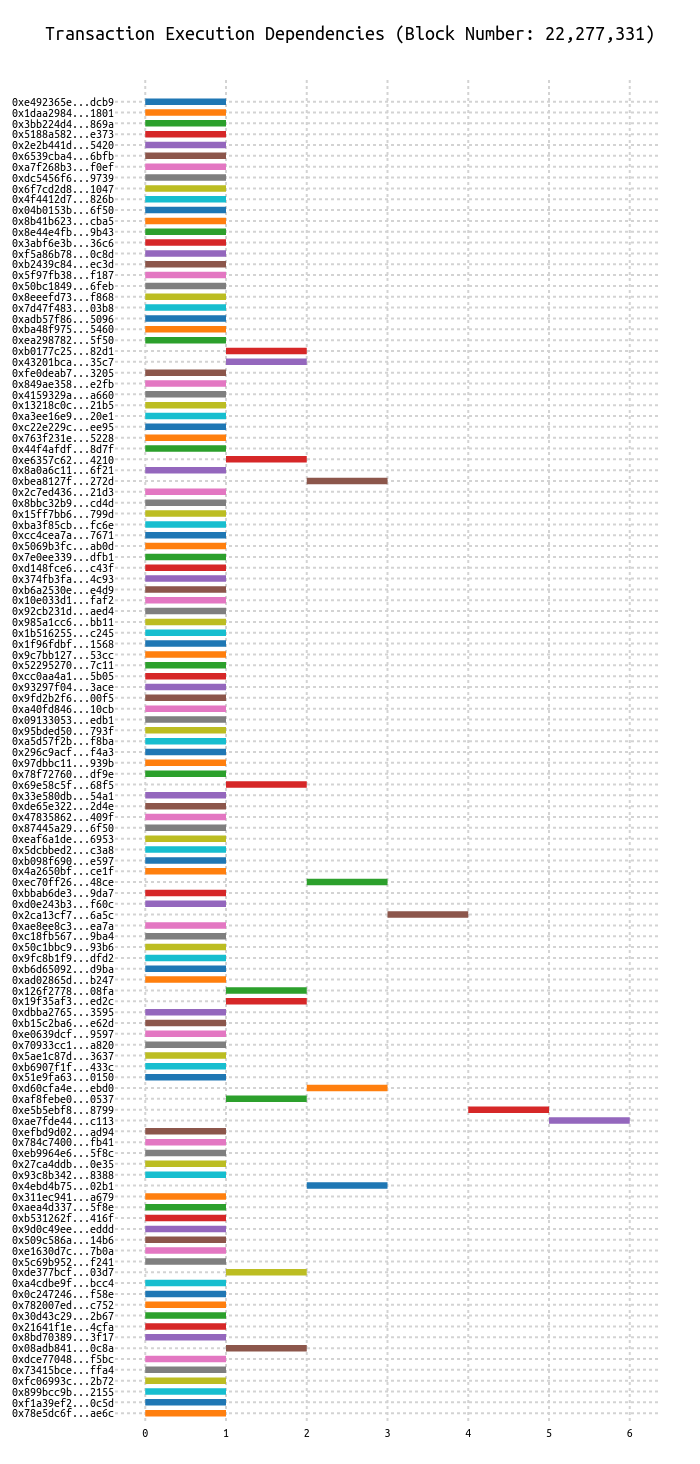 Transaction Execution Dependencies (Block Number: 22,277,331)
0xe492365e...dcb9
0x1daa2984...1801
0x3bb224d4...869a
0x5188a582...e373
0x2e2b441d...5420
0x6539cba4...6bfb
0xa7f268b3...f0ef
0xdc5456f6...9739
0x6f7cd2d8...1047
0x4f4412d7...826b
0x04b0153b...6f50
0x8b41b623...cba5
0x8e44e4fb...9b43
0x3abf6e3b...36c6
0xf5a86b78...0c8d
0xb2439c84...ec3d
0x5f97fb38...f187
0x50bc1849...6feb
0x8eeefd73...f868
0x7d47f483...03b8
0xadb57f86...5096
0xba48f975...5460
0xea298782...5f50
0xb0177c25...82d1
0x43201bca...35c7
0xfe0deab7...3205
0x849ae358...e2fb
0x4159329a...a660
0x13218c0c...21b5
0xa3ee16e9...20e1
0xc22e229c...ee95
0x763f231e...5228
0x44f4afdf...8d7f
0xe6357c62...4210
0x8a0a6c11...6f21
0xbea8127f...272d
0x2c7ed436...21d3
0x8bbc32b9...cd4d
0x15ff7bb6...799d
0xba3f85cb...fc6e
0xcc4cea7a...7671
0x5069b3fc...ab0d
0x7e0ee339...dfb1
0xd148fce6...c43f
0x374fb3fa...4c93
0xb6a2530e...e4d9
0x10e033d1...faf2
0x92cb231d...aed4
0x985a1cc6...bb11
0x1b516255...c245
0x1f96fdbf...1568
0x9c7bb127...53cc
0x52295270...7c11
0xcc0aa4a1...5b05
0x93297f04...3ace
0x9fd2b2f6...00f5
0xa40fd846...10cb
0x09133053...edb1
0x95bded50...793f
0xa5d57f2b...f8ba
0x296c9acf...f4a3
0x97dbbc11...939b
0x78f72760...df9e
0x69e58c5f...68f5
0x33e580db...54a1
0xde65e322...2d4e
0x47835862...409f
0x87445a29...6f50
0xeaf6a1de...6953
0x5dcbbed2...c3a8
0xb098f690...e597
0x4a2650bf...ce1f
0xec70ff26...48ce
0xbbab6de3...9da7
0xd0e243b3...f60c
0x2ca13cf7...6a5c
0xae8ee8c3...ea7a
0xc18fb567...9ba4
0x50c1bbc9...93b6
0x9fc8b1f9...dfd2
0xb6d65092...d9ba
0xad02865d...b247
0x126f2778...08fa
0x19f35af3...ed2c
0xdbba2765...3595
0xb15c2ba6...e62d
0xe0639dcf...9597
0x70933cc1...a820
0x5ae1c87d...3637
0xb6907f1f...433c
0x51e9fa63...0150
0xd60cfa4e...ebd0
0xaf8febe0...0537
0xe5b5ebf8...8799
0xae7fde44...c113
0xefbd9d02...ad94
0x784c7400...fb41
0xeb9964e6...5f8c
0x27ca4ddb...0e35
0x93c8b342...8388
0x4ebd4b75...02b1
0x311ec941...a679
0xaea4d337...5f8e
0xb531262f...416f
0x9d0c49ee...eddd
0x509c586a...14b6
0xe1630d7c...7b0a
0x5c69b952...f241
0xde377bcf...03d7
0xa4cdbe9f...bcc4
0x0c247246...f58e
0x782007ed...c752
0x30d43c29...2b67
0x21641f1e...4cfa
0x8bd70389...3f17
0x08adb841...0c8a
0xdce77048...f5bc
0x73415bce...ffa4
0xfc06993c...2b72
0x899bcc9b...2155
0xf1a39ef2...0c5d
0x78e5dc6f...ae6c
0 1 2 3 4 5 6